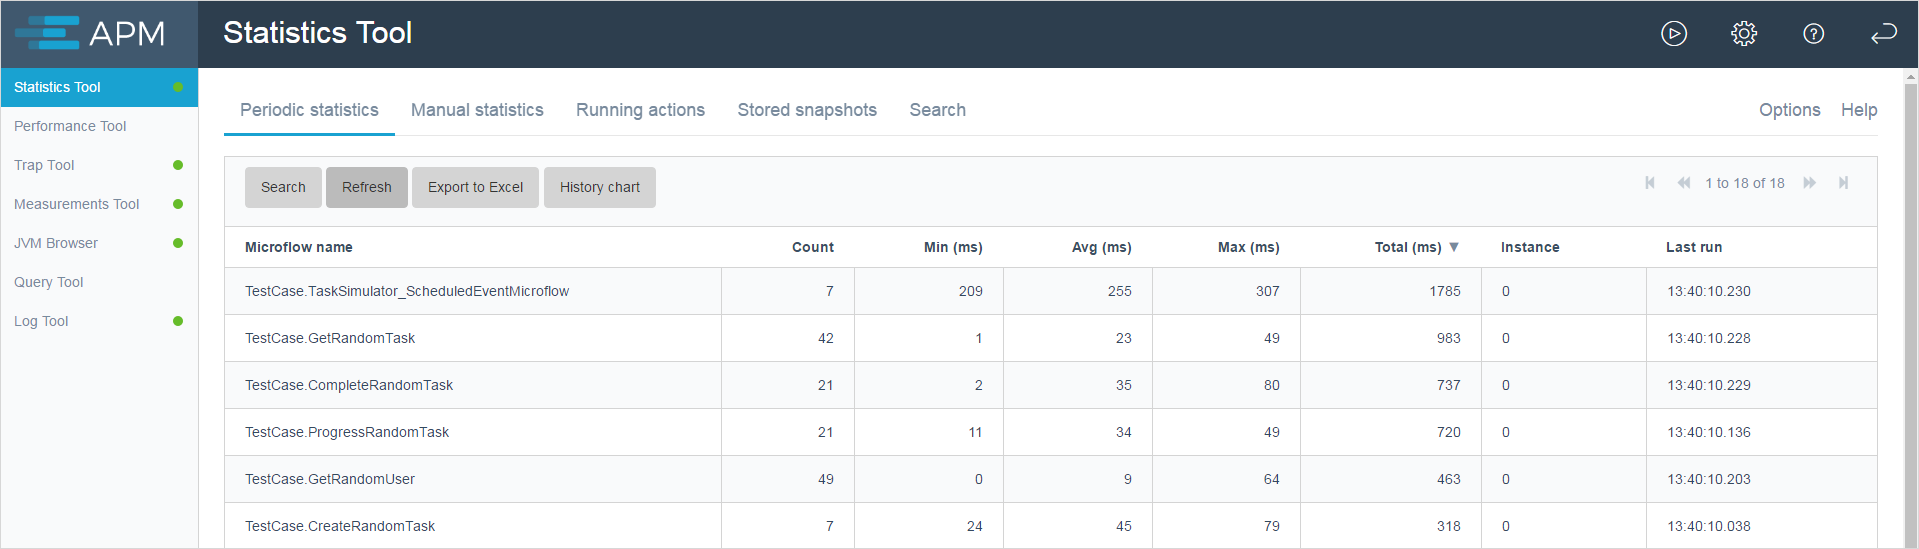 APM
Statistics Tool
Statistics Tool
Performance Tool
Trap Tool
Measurements Tool
JVM Browser
Query Tool
Log Tool
Periodic statistics Manual statistics Running actions Stored snapshots Search Options Help
Search Refresh Export to Excel History chart 1 to 18 of 18
Microflow name Count Min (ms) Avg (ms) Max (ms) Total (ms) ▼ Instance Last run
TestCase.TaskSimulator_ScheduledEventMicroflow 7 209 255 307 1785 0 13:40:10.230
TestCase.GetRandomTask 42 1 23 49 983 0 13:40:10.228
TestCase.CompleteRandomTask 21 2 35 80 737 0 13:40:10.229
TestCase.ProgressRandomTask 21 11 34 49 720 0 13:40:10.136
TestCase.GetRandomUser 49 0 9 64 463 0 13:40:10.203
TestCase.CreateRandomTask 7 24 45 79 318 0 13:40:10.038